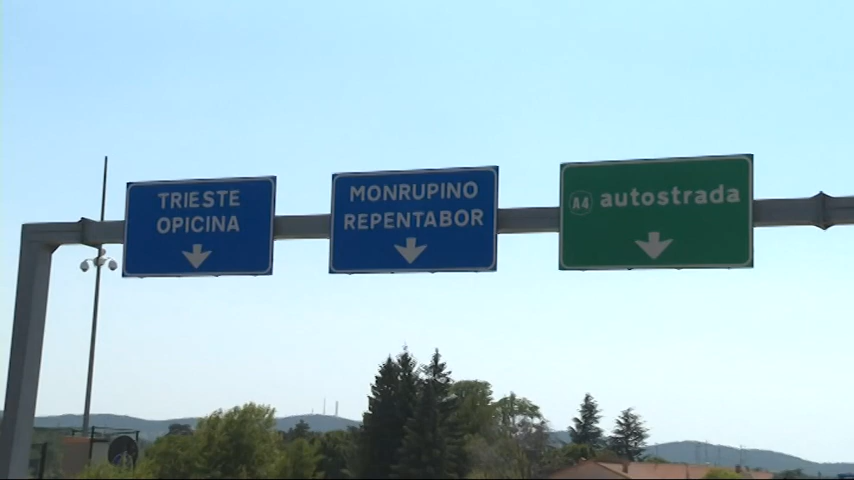 TRIESTE
OPICINA
MONRUPINO
REPENTABOR
A4 autostrada